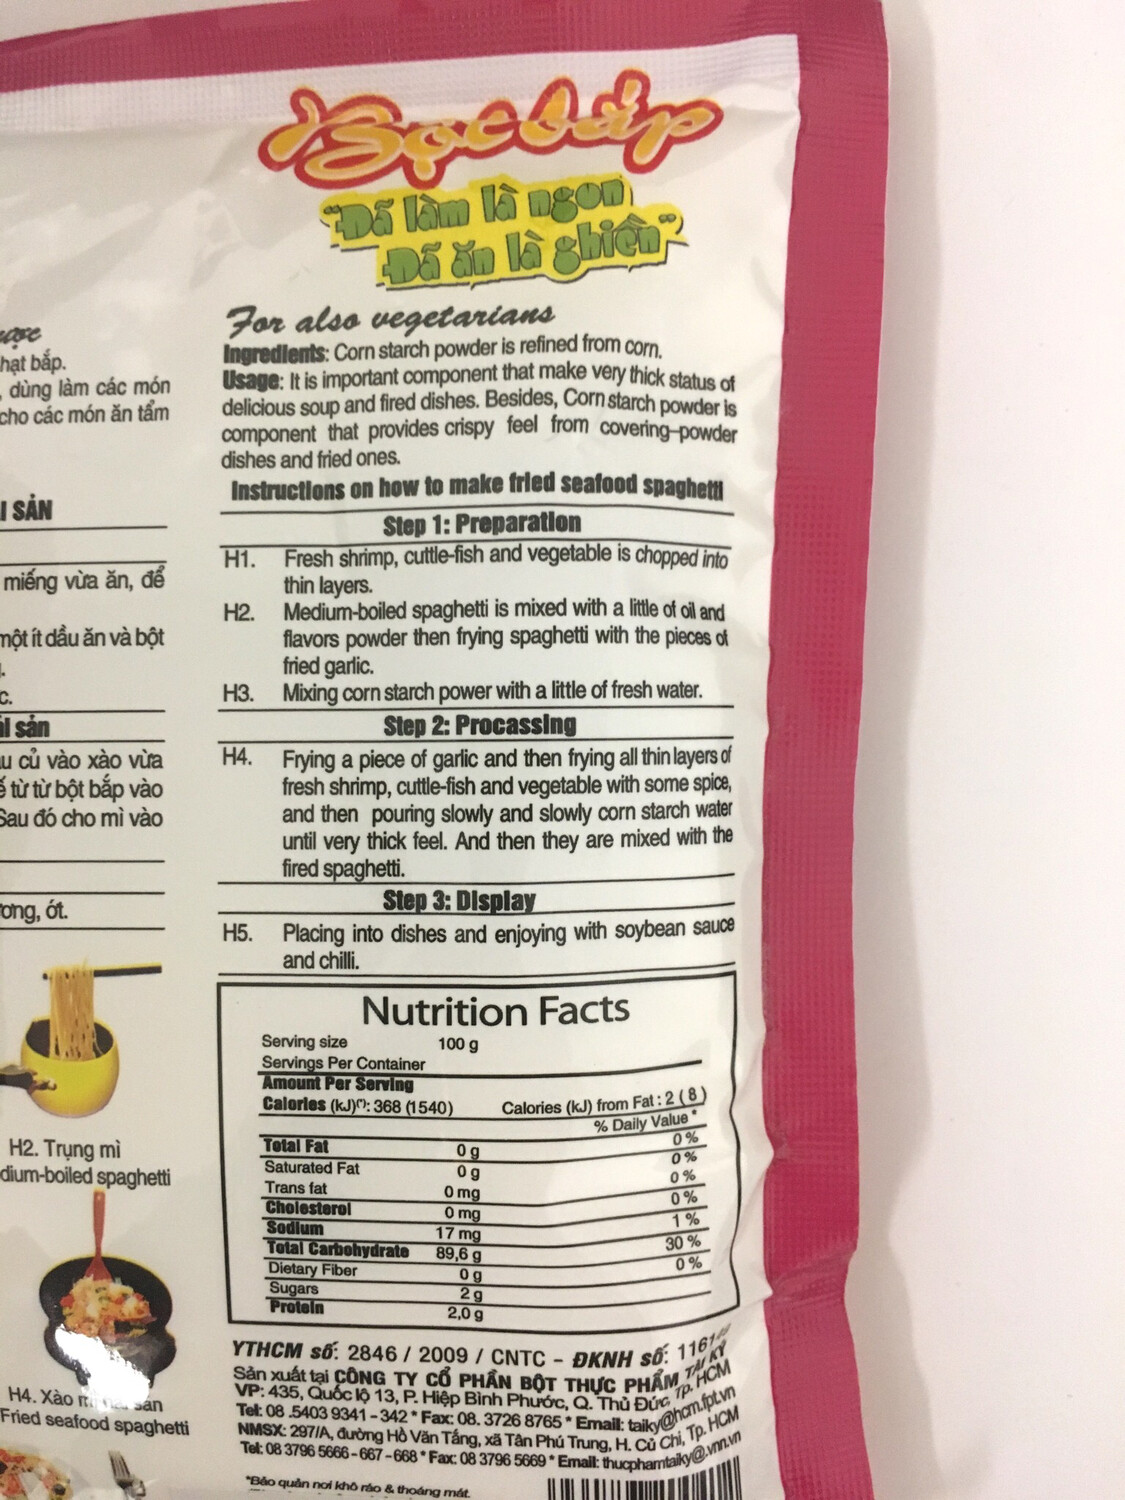 Bột bắp
"Đã làm là ngon
Đã ăn là ghiền"
For also vegetarians
Ingredients: Corn starch powder is refined from corn.
Usage: It is important component that make very thick status of
delicious soup and fired dishes. Besides, Corn starch powder is
component that provides crispy feel from covering-powder
dishes and fried ones.
Instructions on how to make fried seafood spaghetti
Step 1: Preparation
H1. Fresh shrimp, cuttle-fish and vegetable is chopped into
thin layers.
H2. Medium-boiled spaghetti is mixed with a little of oil and
flavors powder then frying spaghetti with the pieces of
fried garlic.
H3. Mixing corn starch power with a little of fresh water.
Step 2: Procassing
H4. Frying a piece of garlic and then frying all thin layers of
fresh shrimp, cuttle-fish and vegetable with some spice,
and then pouring slowly and slowly corn starch water
until very thick feel. And then they are mixed with the
fired spaghetti.
Step 3: Display
H5. Placing into dishes and enjoying with soybean sauce
and chilli.
Nutrition Facts
Serving size 100 g
Servings Per Container
Amount Per Serving
Calories (kJ)(*): 368 (1540) Calories (kJ) from Fat : 2 ( 8 )
% Daily Value *
Total Fat 0 g 0 %
Saturated Fat 0 g 0 %
Trans fat 0 mg 0 %
Cholesterol 0 mg 0 %
Sodium 17 mg 1 %
Total Carbohydrate 89,6 g 30 %
Dietary Fiber 0 g 0 %
Sugars 2 g
Protein 2,0 g
YTHCM số: 2846 / 2009 / CNTC - ĐKNH số:
Sản xuất tại CÔNG TY CỔ PHẦN BỘT THỰC PHẨM TÀI KÝ
VP: 435, Quốc lộ 13, P. Hiệp Bình Phước, Q. Thủ Đức, Tp. HCM
Tel: 08 .5403 9341 - 342 * Fax: 08. 3726 8765 * Email: taiky@hcm.fpt.vn
NMSX: 297/A, đường Hồ Văn Tắng, xã Tân Phú Trung, H. Củ Chi, Tp. HCM
Tel: 08 3796 5666 - 667 - 668 * Fax: 08 3796 5669 * Email: thucphamtaiky@.vnn.vn
*Bảo quản nơi khô ráo & thoáng mát.
hạt bắp.
, dùng làm các món
cho các món ăn tẩm
SẢN
miếng vừa ăn, để
một ít dầu ăn và bột
sản
củ vào xào vừa
từ từ bột bắp vào
Sau đó cho mì vào
ớt.
H2. Trụng mì
dium-boiled spaghetti
H4. Xào
Fried seafood spaghetti